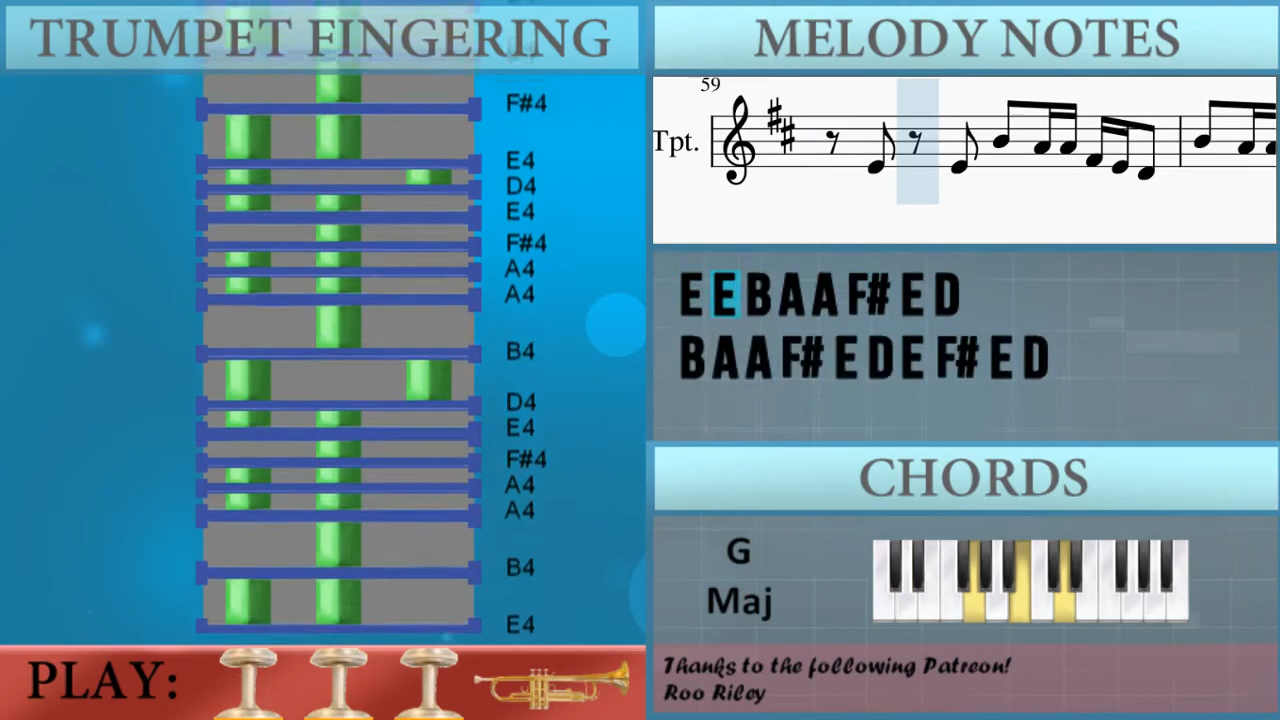 TRUMPET FINGERING
F#4
E4
D4
E4
F#4
A4
A4
B4
D4
E4
F#4
A4
A4
B4
E4
PLAY:
MELODY NOTES
59
Tpt.
E E B A A F# E D
B A A F# E D E F# E D
CHORDS
G
Maj
Thanks to the following Patreon!
Roo Riley